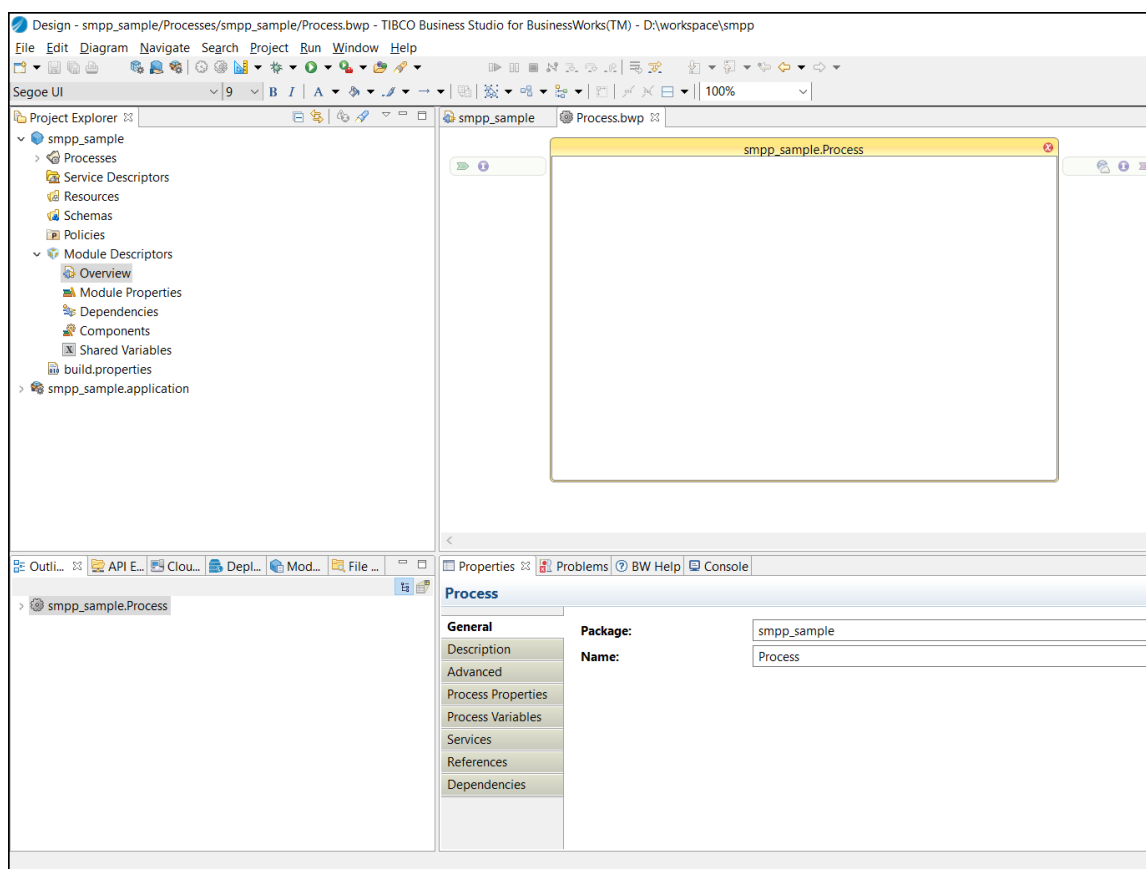 Design - smpp_sample/Processes/smpp_sample/Process.bwp - TIBCO Business Studio for BusinessWorks(TM) - D:\workspace\smpp
File Edit Diagram Navigate Search Project Run Window Help
Segoe UI 9 B I A 100%
Project Explorer
smpp_sample
Processes
Service Descriptors
Resources
Schemas
Policies
Module Descriptors
Overview
Module Properties
Dependencies
Components
Shared Variables
build.properties
smpp_sample.application
smpp_sample Process.bwp
smpp_sample.Process
Outli... API E... Clou... Depl... Mod... File ...
smpp_sample.Process
Properties Problems BW Help Console
Process
General
Description
Advanced
Process Properties
Process Variables
Services
References
Dependencies
Package: smpp_sample
Name: Process